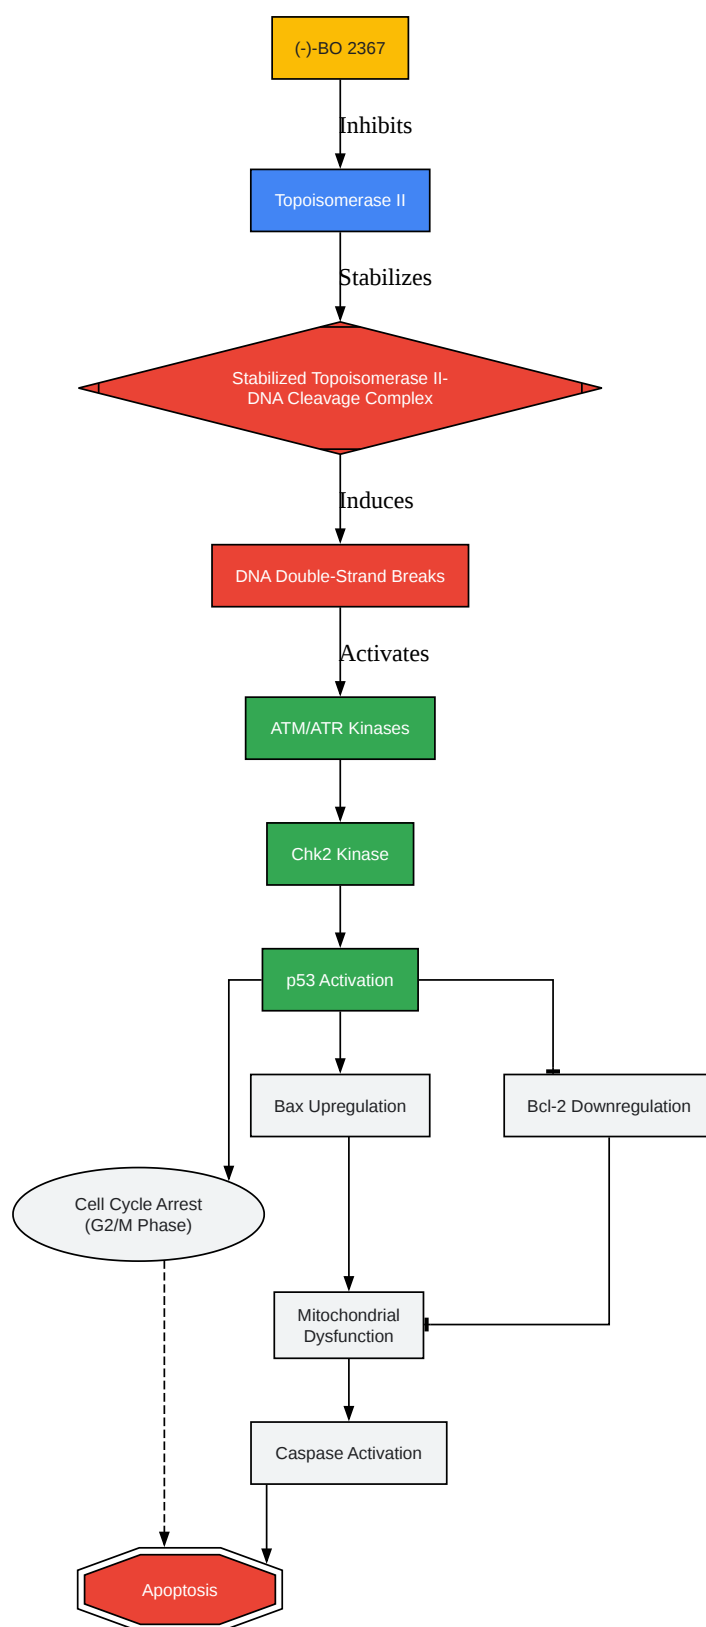 (-)-BO 2367
Inhibits
Topoisomerase II
Stabilizes
Stabilized Topoisomerase II-
DNA Cleavage Complex
Induces
DNA Double-Strand Breaks
Activates
ATM/ATR Kinases
Chk2 Kinase
p53 Activation
Bax Upregulation
Bcl-2 Downregulation
Cell Cycle Arrest
(G2/M Phase)
Mitochondrial
Dysfunction
Caspase Activation
Apoptosis